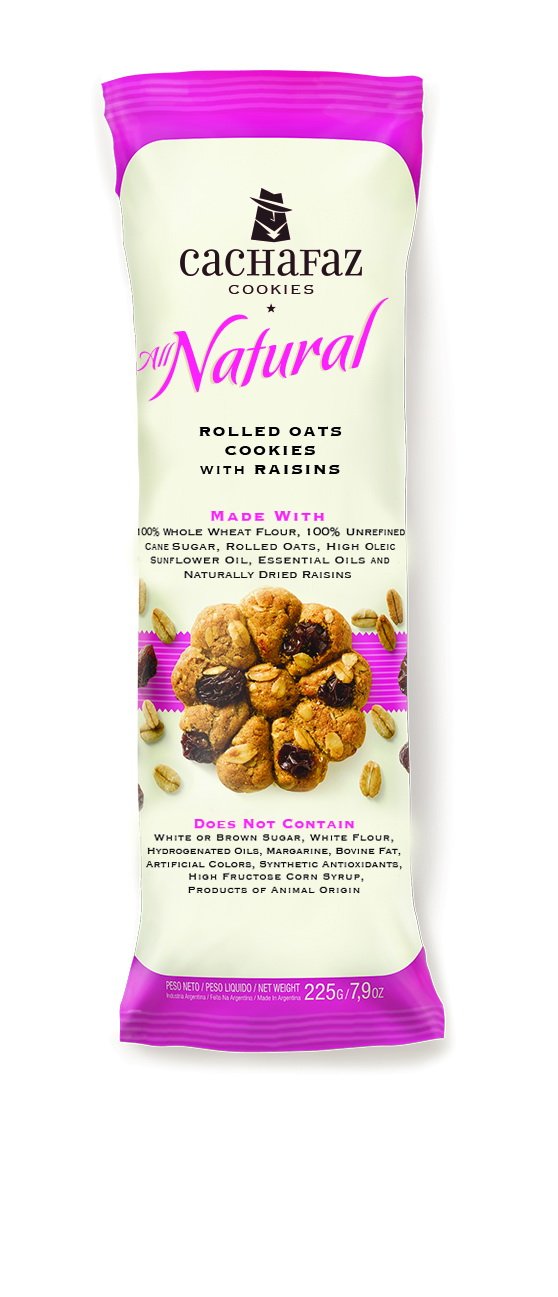 CACHAFAZ
COOKIES
All Natural
ROLLED OATS
COOKIES
WITH RAISINS
MADE WITH
100% WHOLE WHEAT FLOUR, 100% UNREFINED
CANE SUGAR, ROLLED OATS, HIGH OLEIC
SUNFLOWER OIL, ESSENTIAL OILS AND
NATURALLY DRIED RAISINS
DOES NOT CONTAIN
WHITE OR BROWN SUGAR, WHITE FLOUR,
HYDROGENATED OILS, MARGARINE, BOVINE FAT,
ARTIFICIAL COLORS, SYNTHETIC ANTIOXIDANTS,
HIGH FRUCTOSE CORN SYRUP,
PRODUCTS OF ANIMAL ORIGIN
PESO NETO / PESO LIQUIDO / NET WEIGHT 225G/7,9OZ
Industria Argentina / Feito Na Argentina / Made In Argentina